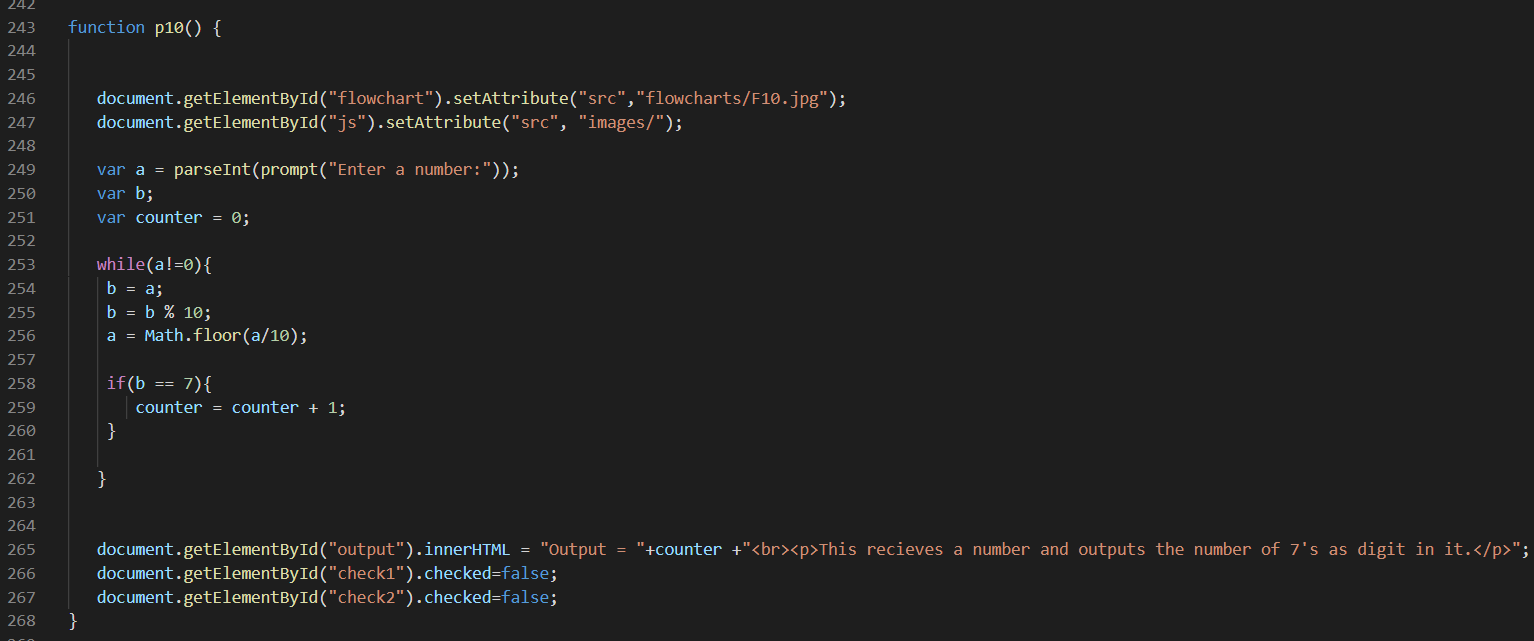 242
243 function p10() {
244
245
246 document.getElementById("flowchart").setAttribute("src","flowcharts/F10.jpg");
247 document.getElementById("js").setAttribute("src", "images/");
248
249 var a = parseInt(prompt("Enter a number:"));
250 var b;
251 var counter = 0;
252
253 while(a!=0){
254 b = a;
255 b = b % 10;
256 a = Math.floor(a/10);
257
258 if(b == 7){
259 counter = counter + 1;
260 }
261
262 }
263
264
265 document.getElementById("output").innerHTML = "Output = "+counter +"<br><p>This recieves a number and outputs the number of 7's as digit in it.</p>";
266 document.getElementById("check1").checked=false;
267 document.getElementById("check2").checked=false;
268 }